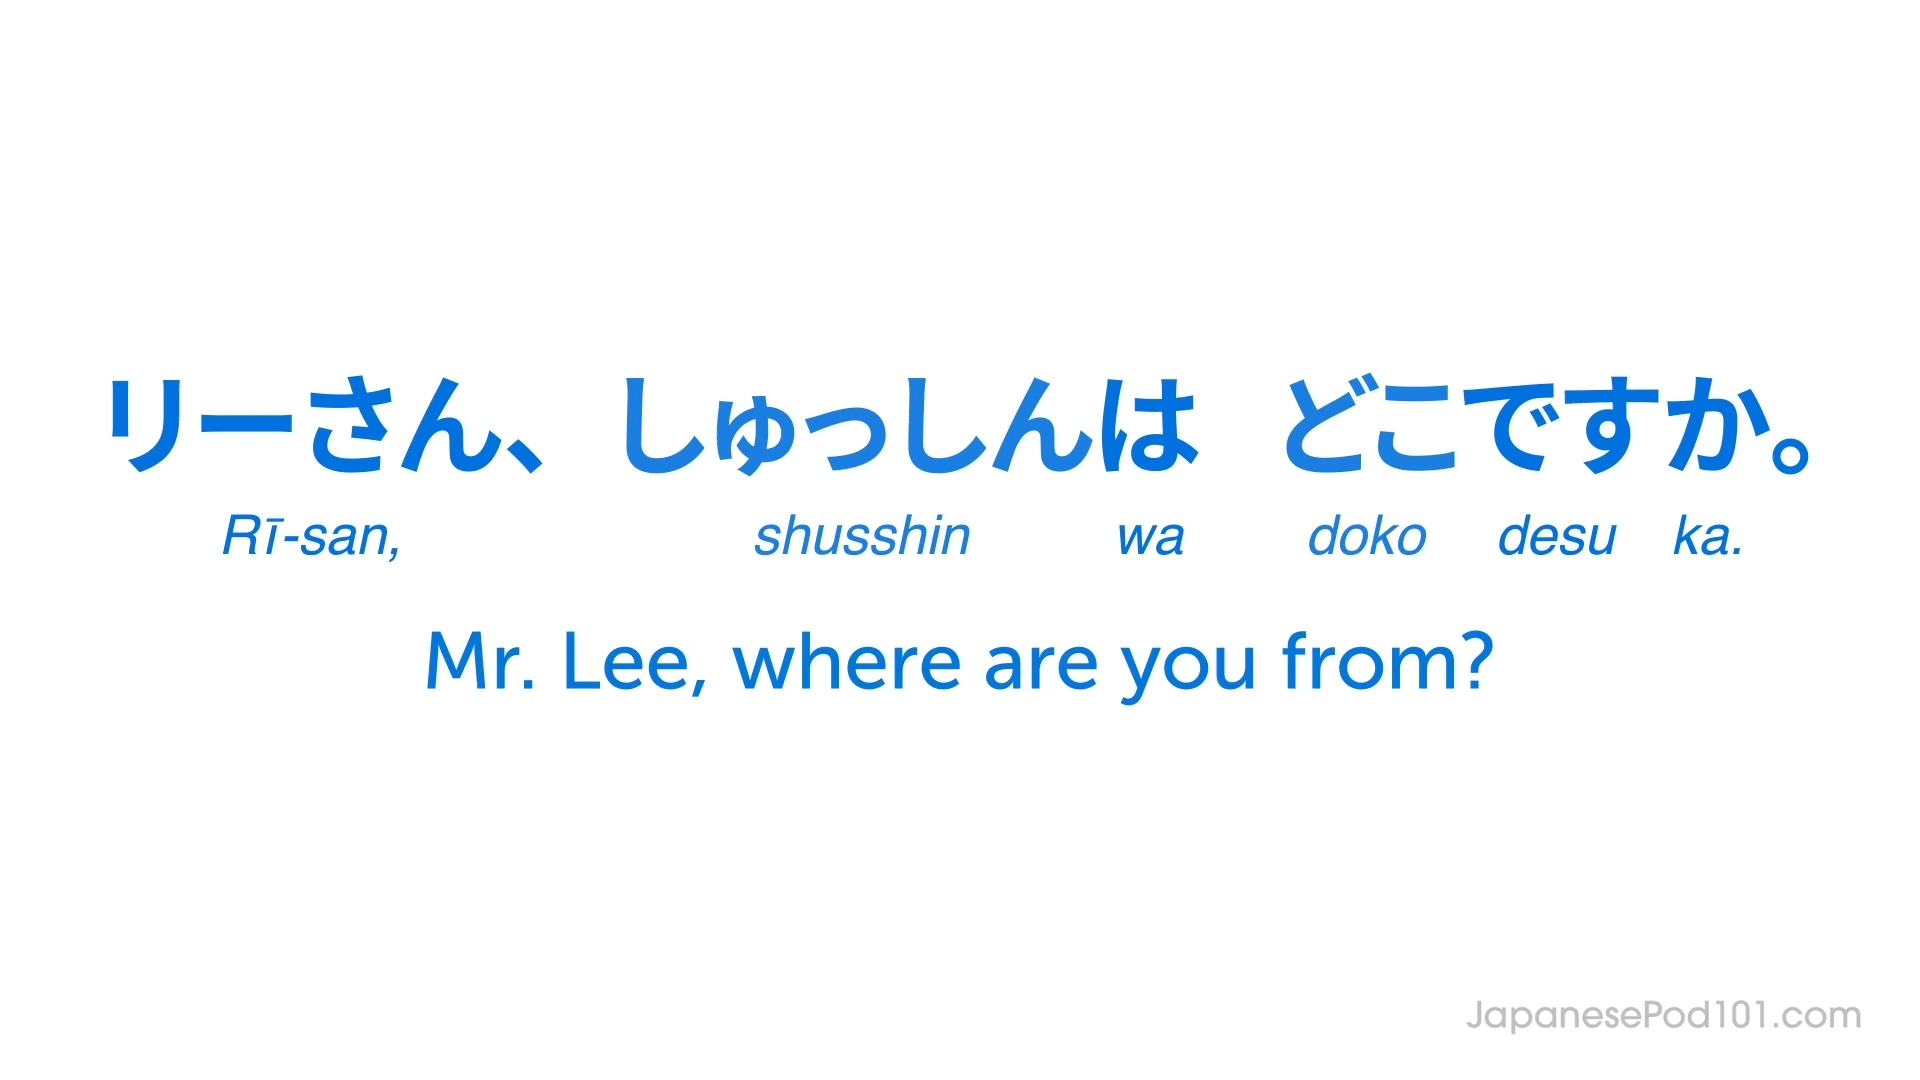 リーさん、しゅっしんは どこですか。
Rī-san, shusshin wa doko desu ka.
Mr. Lee, where are you from?
JapanesePod101.com